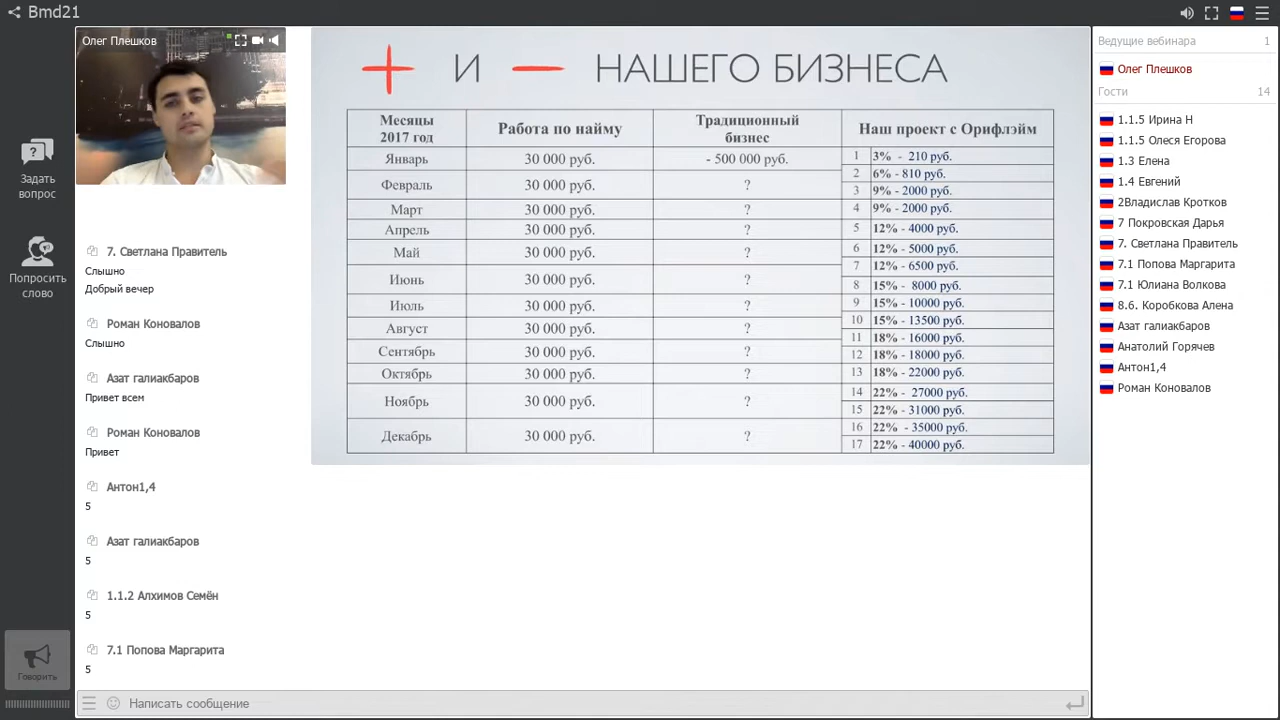 Bmd21
Олег Плешков
Задать
вопрос
Попросить
слово
Говорить
7. Светлана Правитель
Слышно
Добрый вечер
Роман Коновалов
Слышно
Азат галиакбаров
Привет всем
Роман Коновалов
Привет
Антон1,4
5
Азат галиакбаров
5
1.1.2 Алхимов Семён
5
7.1 Попова Маргарита
5
Написать сообщение
+ И − НАШЕГО БИЗНЕСА
Месяцы 2017 год Работа по найму Традиционный бизнес Наш проект с Орифлэйм
Январь 30 000 руб. - 500 000 руб. 1 3% - 210 руб.
2 6% - 810 руб.
Февраль 30 000 руб. ? 3 9% - 2000 руб.
Март 30 000 руб. ? 4 9% - 2000 руб.
Апрель 30 000 руб. ? 5 12% - 4000 руб.
Май 30 000 руб. ? 6 12% - 5000 руб.
7 12% - 6500 руб.
Июнь 30 000 руб. ? 8 15% - 8000 руб.
Июль 30 000 руб. ? 9 15% - 10000 руб.
10 15% - 13500 руб.
Август 30 000 руб. ? 11 18% - 16000 руб.
Сентябрь 30 000 руб. ? 12 18% - 18000 руб.
Октябрь 30 000 руб. ? 13 18% - 22000 руб.
Ноябрь 30 000 руб. ? 14 22% - 27000 руб.
15 22% - 31000 руб.
Декабрь 30 000 руб. ? 16 22% - 35000 руб.
17 22% - 40000 руб.
Ведущие вебинара 1
Олег Плешков
Гости 14
1.1.5 Ирина Н
1.1.5 Олеся Егорова
1.3 Елена
1.4 Евгений
2Владислав Кротков
7 Покровская Дарья
7. Светлана Правитель
7.1 Попова Маргарита
7.1 Юлиана Волкова
8.6. Коробкова Алена
Азат галиакбаров
Анатолий Горячев
Антон1,4
Роман Коновалов